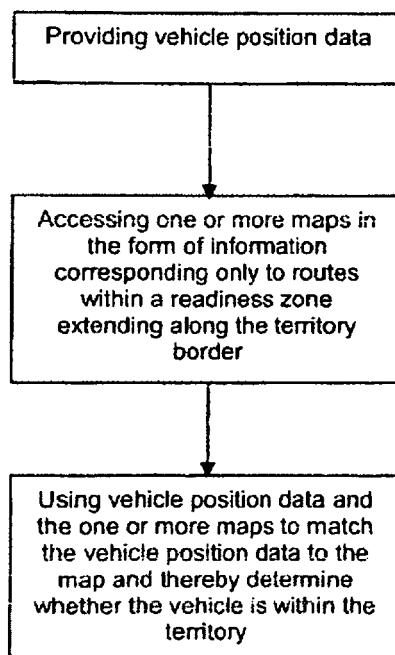 Providing vehicle position data
Accessing one or more maps in
the form of information
corresponding only to routes
within a readiness zone
extending along the territory
border
Using vehicle position data and
the one or more maps to match
the vehicle position data to the
map and thereby determine
whether the vehicle is within the
territory